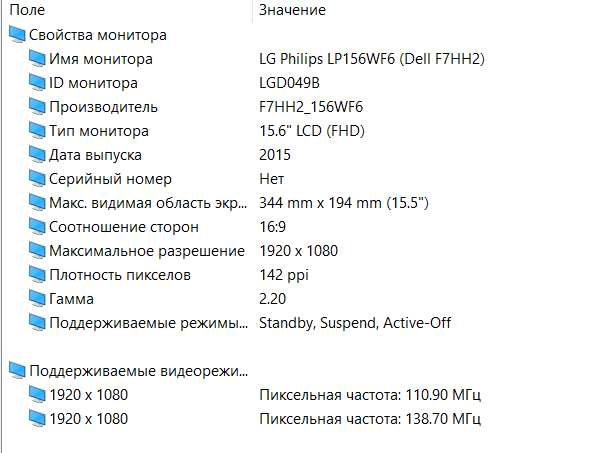 Поле Значение
Свойства монитора
Имя монитора LG Philips LP156WF6 (Dell F7HH2)
ID монитора LGD049B
Производитель F7HH2_156WF6
Тип монитора 15.6" LCD (FHD)
Дата выпуска 2015
Серийный номер Нет
Макс. видимая область экр... 344 mm x 194 mm (15.5")
Соотношение сторон 16:9
Максимальное разрешение 1920 x 1080
Плотность пикселов 142 ppi
Гамма 2.20
Поддерживаемые режимы... Standby, Suspend, Active-Off
Поддерживаемые видеорежи...
1920 x 1080 Пиксельная частота: 110.90 МГц
1920 x 1080 Пиксельная частота: 138.70 МГц